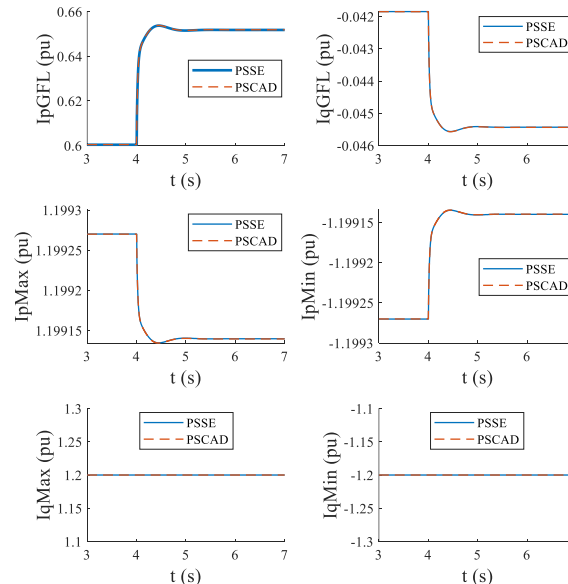 0.66
0.64
0.62
0.6
IpGFL (pu)
PSSE
PSCAD
3 4 5 6 7
t (s)
-0.042
-0.043
-0.044
-0.045
-0.046
IqGFL (pu)
PSSE
PSCAD
3 4 5 6
t (s)
1.1993
1.19925
1.1992
1.19915
IpMax (pu)
PSSE
PSCAD
3 4 5 6 7
t (s)
-1.19915
-1.1992
-1.19925
-1.1993
IpMin (pu)
PSSE
PSCAD
3 4 5 6
t (s)
1.3
1.25
1.2
1.15
1.1
IqMax (pu)
PSSE
PSCAD
3 4 5 6 7
t (s)
-1.1
-1.15
-1.2
-1.25
-1.3
IqMin (pu)
PSSE
PSCAD
3 4 5 6
t (s)